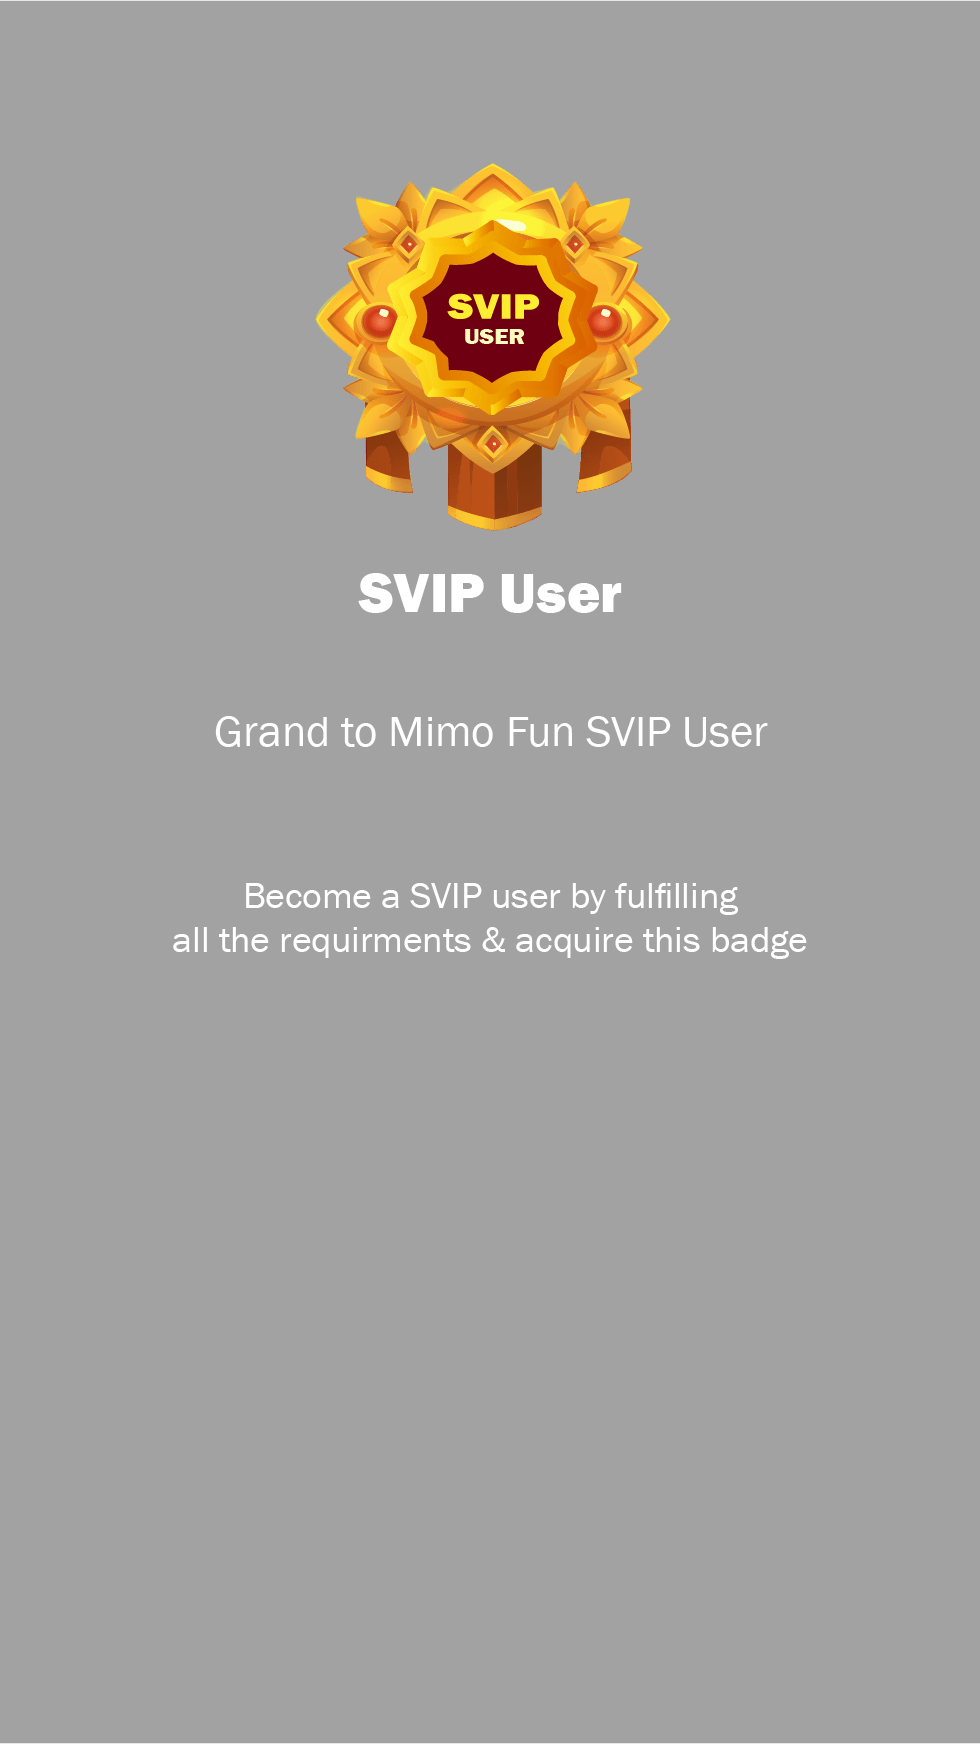 SVIP
USER
SVIP User
Grand to Mimo Fun SVIP User
Become a SVIP user by fulfilling
all the requirments & acquire this badge